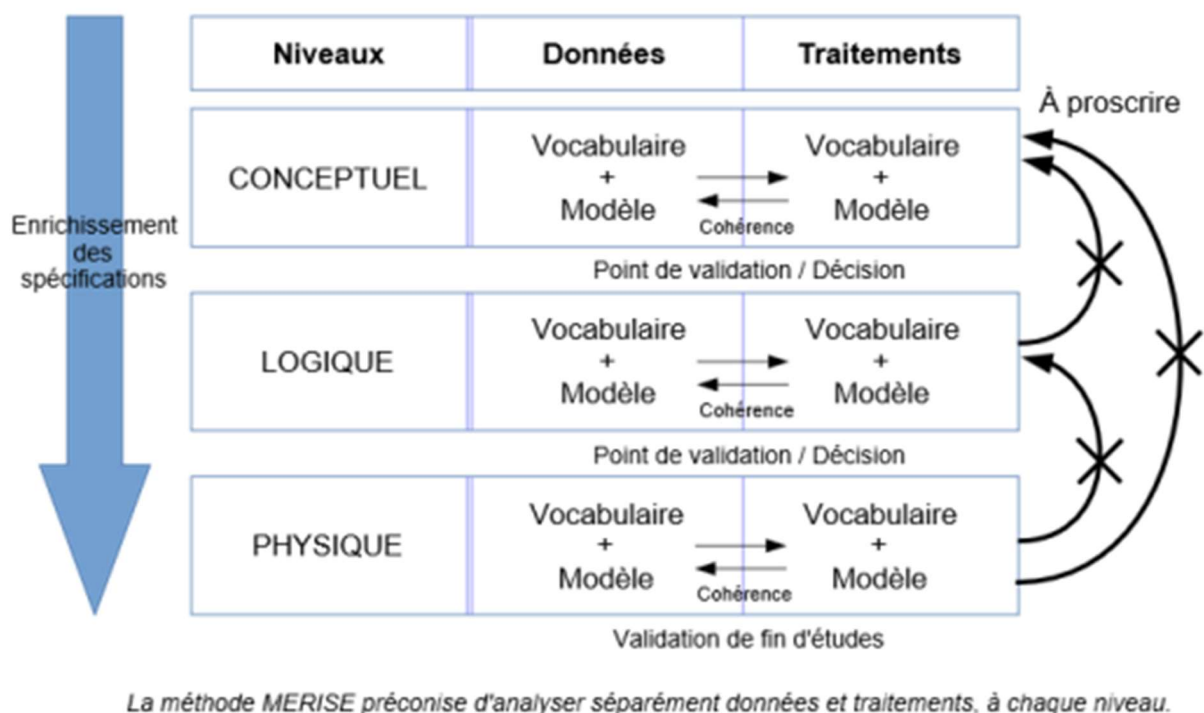 Niveaux Données Traitements
À proscrire
Vocabulaire Vocabulaire
CONCEPTUEL + +
Modèle Modèle
Cohérence
Enrichissement
des
spécifications
Point de validation / Décision
Vocabulaire Vocabulaire
LOGIQUE + +
Modèle Modèle
Cohérence
Point de validation / Décision
Vocabulaire Vocabulaire
PHYSIQUE + +
Modèle Modèle
Cohérence
Validation de fin d'études
La méthode MERISE préconise d'analyser séparément données et traitements, à chaque niveau.